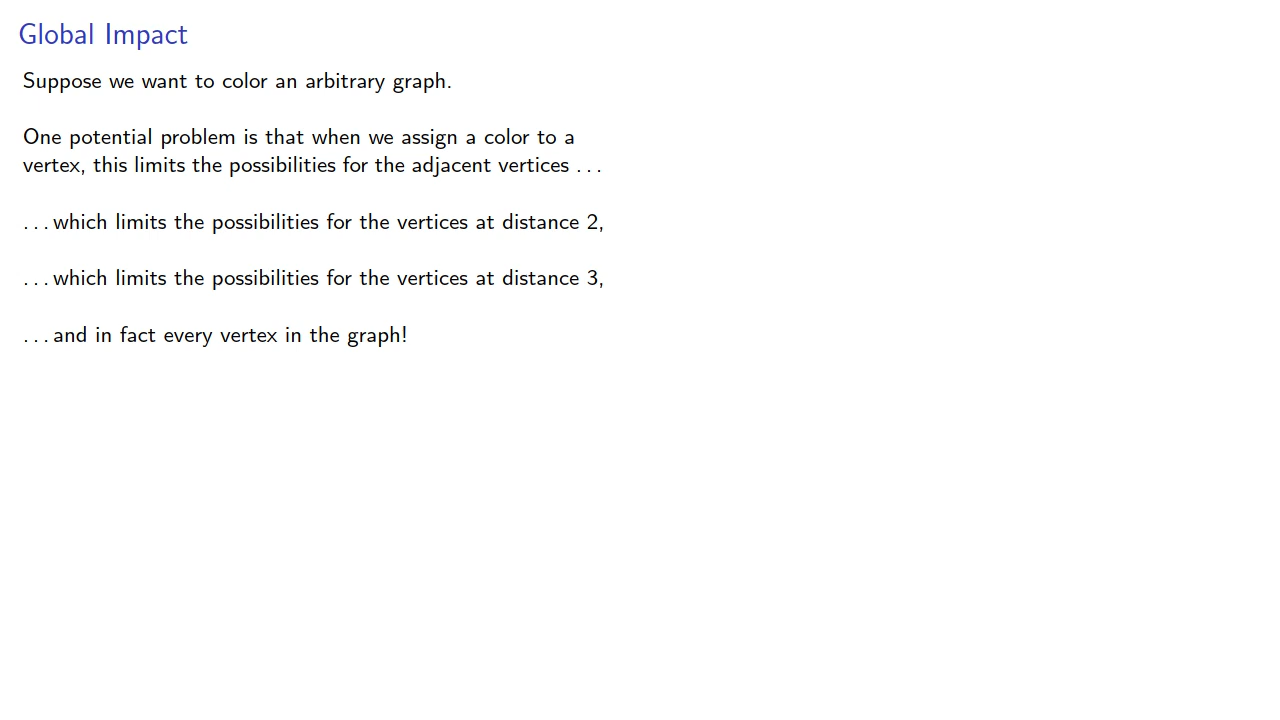 Global Impact
Suppose we want to color an arbitrary graph.
One potential problem is that when we assign a color to a
vertex, this limits the possibilities for the adjacent vertices . . .
. . . which limits the possibilities for the vertices at distance 2,
. . . which limits the possibilities for the vertices at distance 3,
. . . and in fact every vertex in the graph!